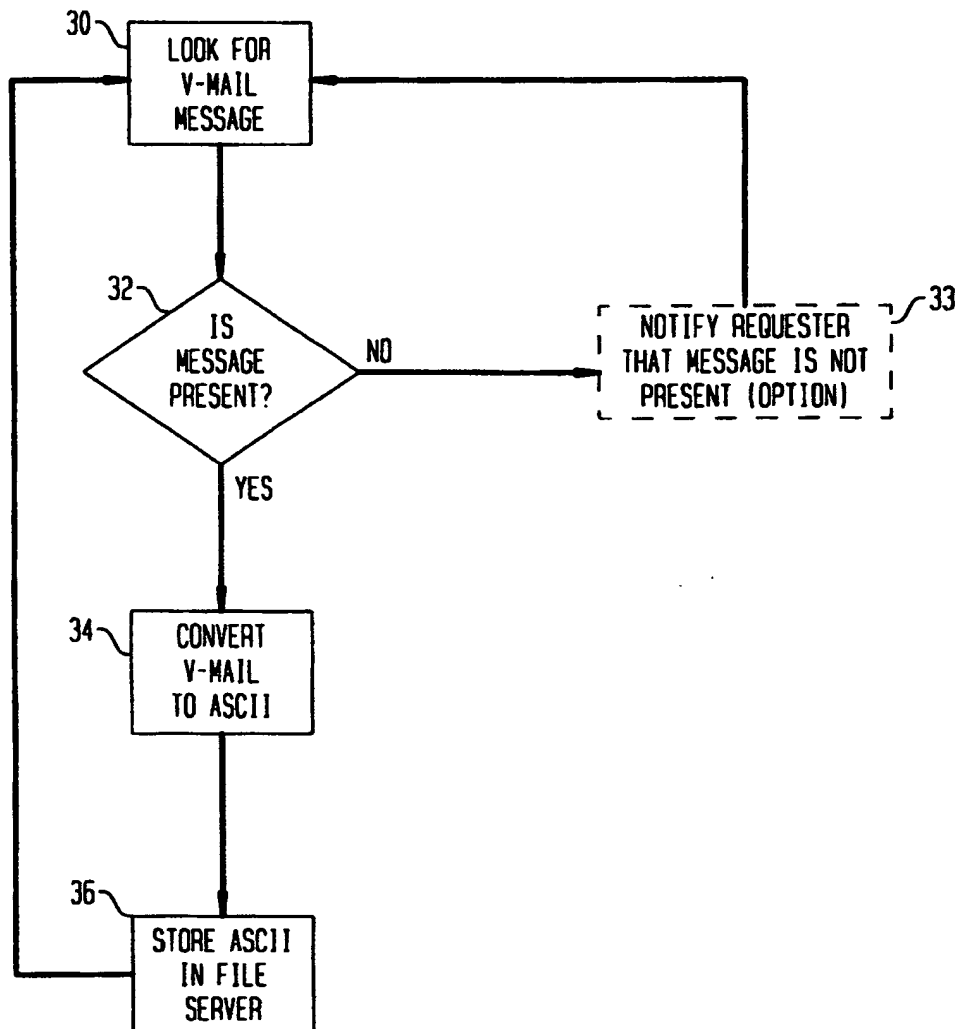 30
LOOK FOR
V-MAIL
MESSAGE
32
IS
MESSAGE
PRESENT?
NO
33
NOTIFY REQUESTER
THAT MESSAGE IS NOT
PRESENT (OPTION)
YES
34
CONVERT
V-MAIL
TO ASCII
36
STORE ASCII
IN FILE
SERVER